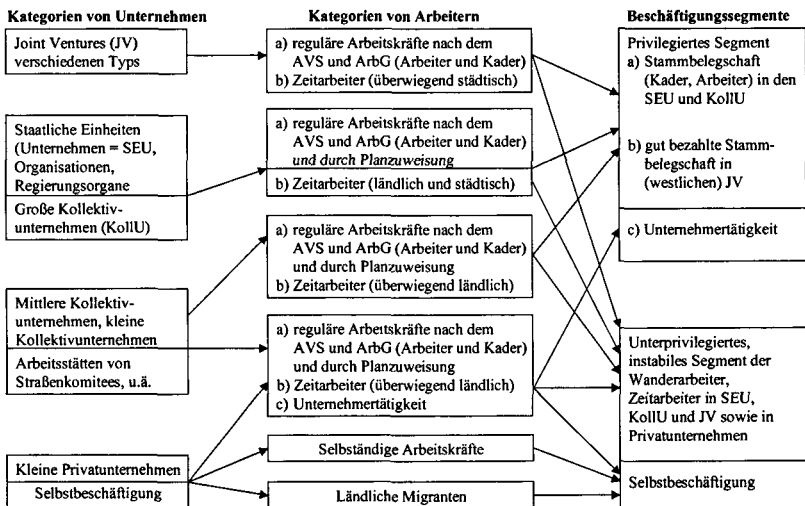 Kategorien von Unternehmen
Joint Ventures (JV)
verschiedenen Typs
Staatliche Einheiten
(Unternehmen = SEU,
Organisationen,
Regierungsorgane
Große Kollektiv-
unternehmen (KollU)
Mittlere Kollektiv-
unternehmen, kleine
Kollektivunternehmen
Arbeitsstätten von
Straßenkomitees, u.ä.
Kleine Privatunternehmen
Selbstbeschäftigung
Kategorien von Arbeitern
a) reguläre Arbeitskräfte nach dem
AVS und ArbG (Arbeiter und Kader)
b) Zeitarbeiter (überwiegend städtisch)
a) reguläre Arbeitskräfte nach dem
AVS und ArbG (Arbeiter und Kader)
und durch Planzuweisung
b) Zeitarbeiter (ländlich und städtisch)
a) reguläre Arbeitskräfte nach dem
AVS und ArbG (Arbeiter und Kader)
und durch Planzuweisung
b) Zeitarbeiter (überwiegend ländlich)
a) reguläre Arbeitskräfte nach dem
AVS und ArbG (Arbeiter und Kader)
und durch Planzuweisung
b) Zeitarbeiter (überwiegend ländlich)
c) Unternehmertätigkeit
Selbständige Arbeitskräfte
Ländliche Migranten
Beschäftigungssegmente
Privilegiertes Segment
a) Stammbelegschaft
(Kader, Arbeiter) in den
SEU und KollU
b) gut bezahlte Stamm-
belegschaft in
(westlichen) JV
c) Unternehmertätigkeit
Unterprivilegiertes,
instabiles Segment der
Wanderarbeiter,
Zeitarbeiter in SEU,
KollU und JV sowie in
Privatunternehmen
Selbstbeschäftigung